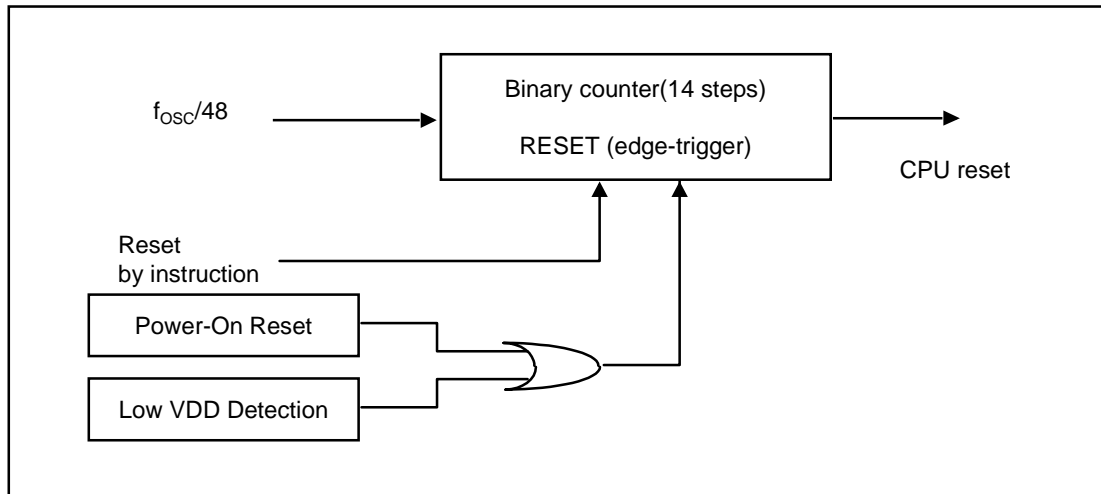 Binary counter(14 steps)
fOSC/48
RESET (edge-trigger)
CPU reset
Reset
by instruction
Power-On Reset
Low VDD Detection